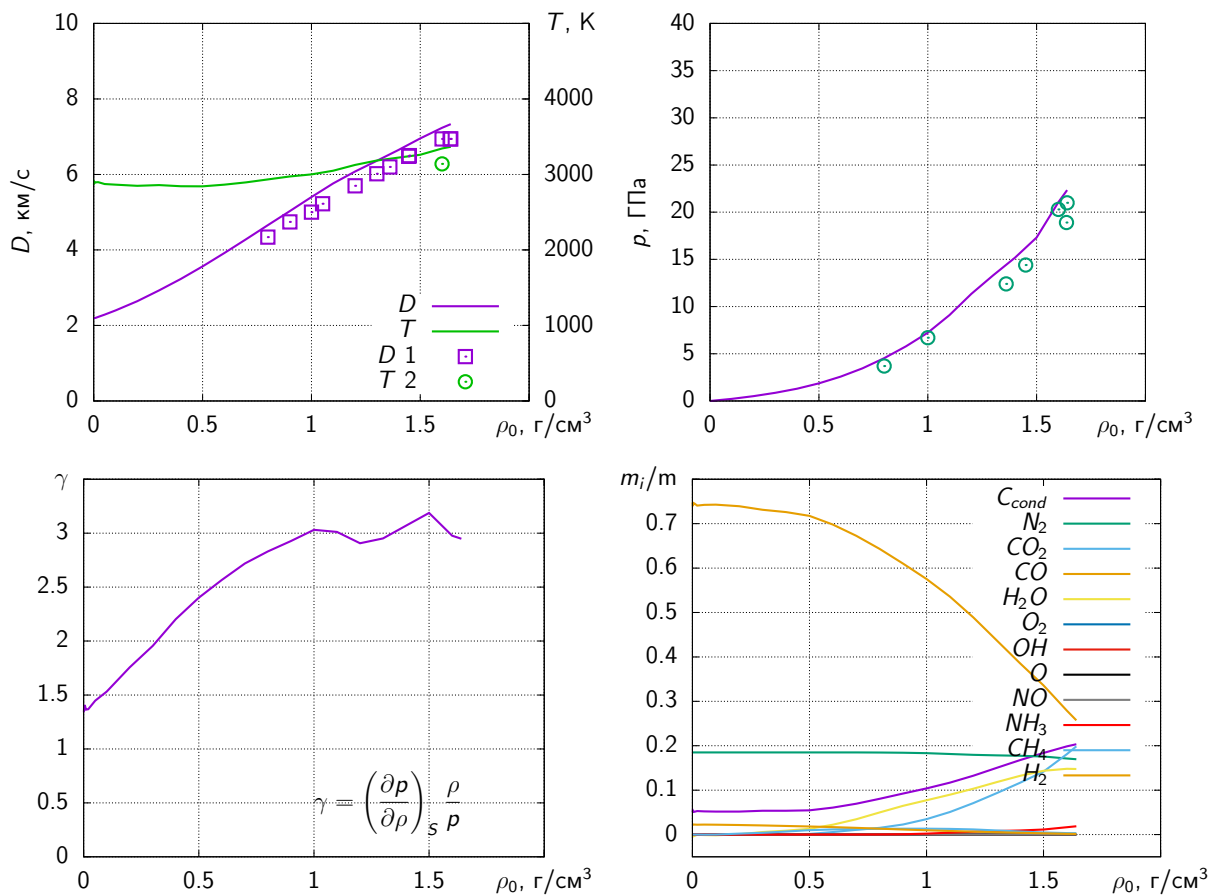 D, км/с
T, K
10
8
6
4
2
0
4000
3000
2000
1000
0
0
0.5
1
1.5
ρ₀, г/см³
D
T
D 1
T 2
p, ГПа
40
35
30
25
20
15
10
5
0
0
0.5
1
1.5
ρ₀, г/см³
γ
3.5
3
2.5
2
1.5
1
0.5
0
0
0.5
1
1.5
ρ₀, г/см³
γ = (∂p/∂ρ)_S ρ/p
mᵢ/m
0.7
0.6
0.5
0.4
0.3
0.2
0.1
0
0
0.5
1
1.5
ρ₀, г/см³
C_cond
N₂
CO₂
CO
H₂O
O₂
OH
O
NO
NH₃
CH₄
H₂